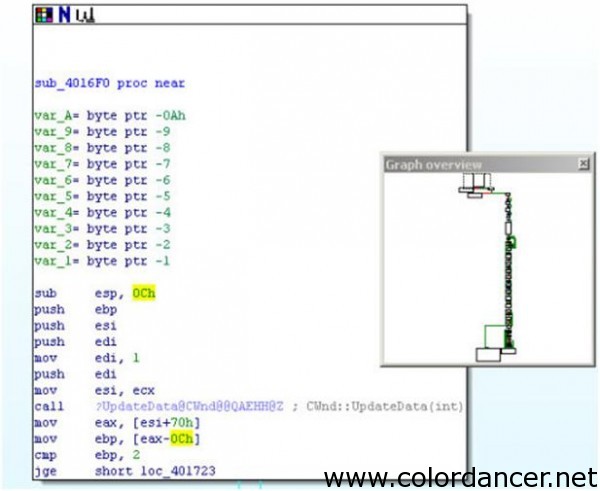 sub_4016F0 proc near
var_A= byte ptr -0Ah
var_9= byte ptr -9
var_8= byte ptr -8
var_7= byte ptr -7
var_6= byte ptr -6
var_5= byte ptr -5
var_4= byte ptr -4
var_3= byte ptr -3
var_2= byte ptr -2
var_1= byte ptr -1
sub esp, 0Ch
push ebp
push esi
push edi
mov edi, 1
push edi
mov esi, ecx
call ?UpdateData@CWnd@@QAEHH@Z ; CWnd::UpdateData(int)
mov eax, [esi+70h]
mov ebp, [eax-0Ch]
cmp ebp, 2
jge short loc_401723
Graph overview
www.colordancer.net